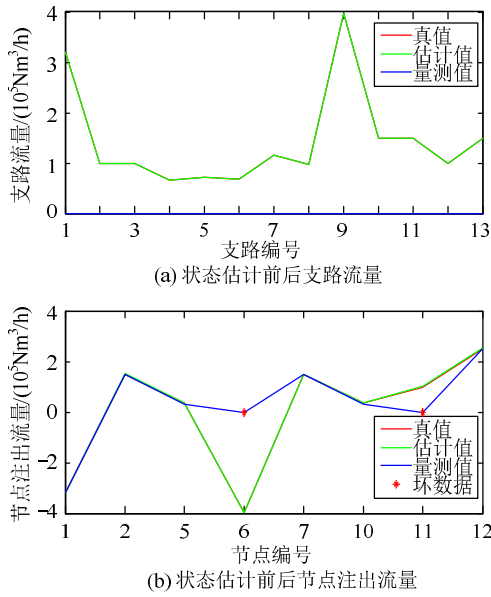 支路流量/(10⁵Nm³/h)
4
3
2
1
0
真值
估计值
量测值
1 3 5 7 9 11 13
支路编号
(a) 状态估计前后支路流量
节点注出流量/(10⁵Nm³/h)
4
2
0
−2
−4
真值
估计值
量测值
环数据
1 2 5 6 7 10 11 12
节点编号
(b) 状态估计前后节点注出流量